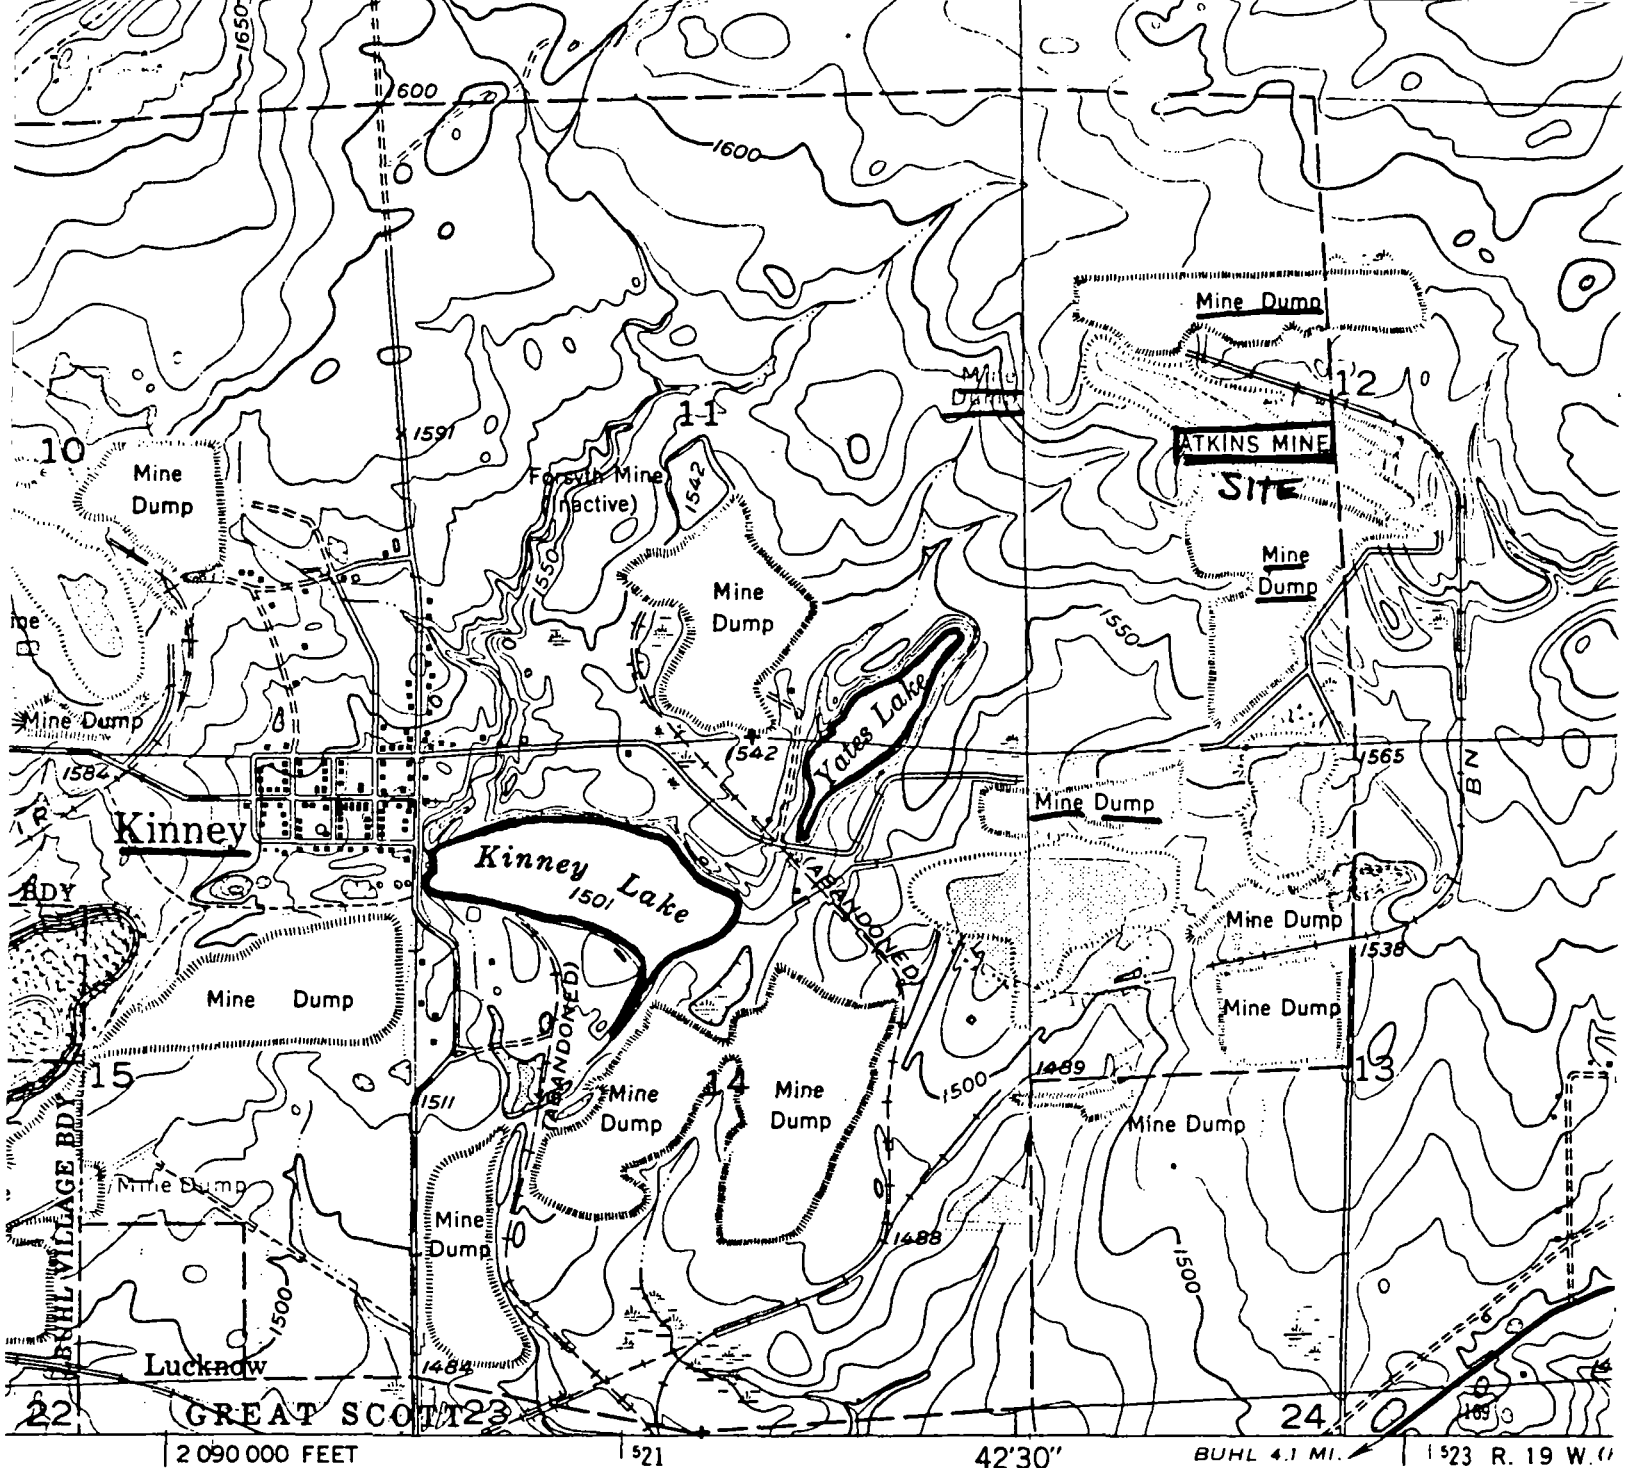 1650
600
1600
Mine Dump
12
Mine
Dump
11
1591
10
Mine
Dump
Forsyth Mine
(Inactive)
1542
ATKINS MINE
SITE
1550
Mine
Dump
Mine
Dump
1550
Mine Dump
Yates Lake
1542
1584
1565
BN
Mine Dump
Kinney
Kinney Lake
1501
BDY
(ABANDONED)
Mine Dump
1538
Mine Dump
(ABANDONED)
Mine Dump
15
14
1500
1489
13
1511
Mine
Dump
Mine
Dump
Mine Dump
BUHL VILLAGE BDY
Mine Dump
Mine
Dump
1488
1500
1500
Lucknow
1484
22
GREAT SCOTT
23
24
169
2 090 000 FEET
521
42'30"
BUHL 4.1 MI.
523
R. 19 W.